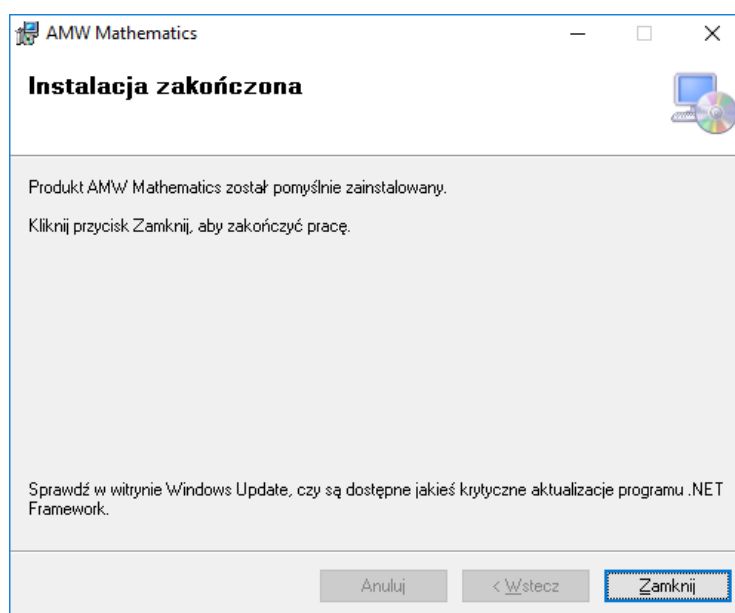 AMW Mathematics
Instalacja zakończona
Produkt AMW Mathematics został pomyślnie zainstalowany.
Kliknij przycisk Zamknij, aby zakończyć pracę.
Sprawdź w witrynie Windows Update, czy są dostępne jakieś krytyczne aktualizacje programu .NET
Framework.
Anuluj
< Wstecz
Zamknij